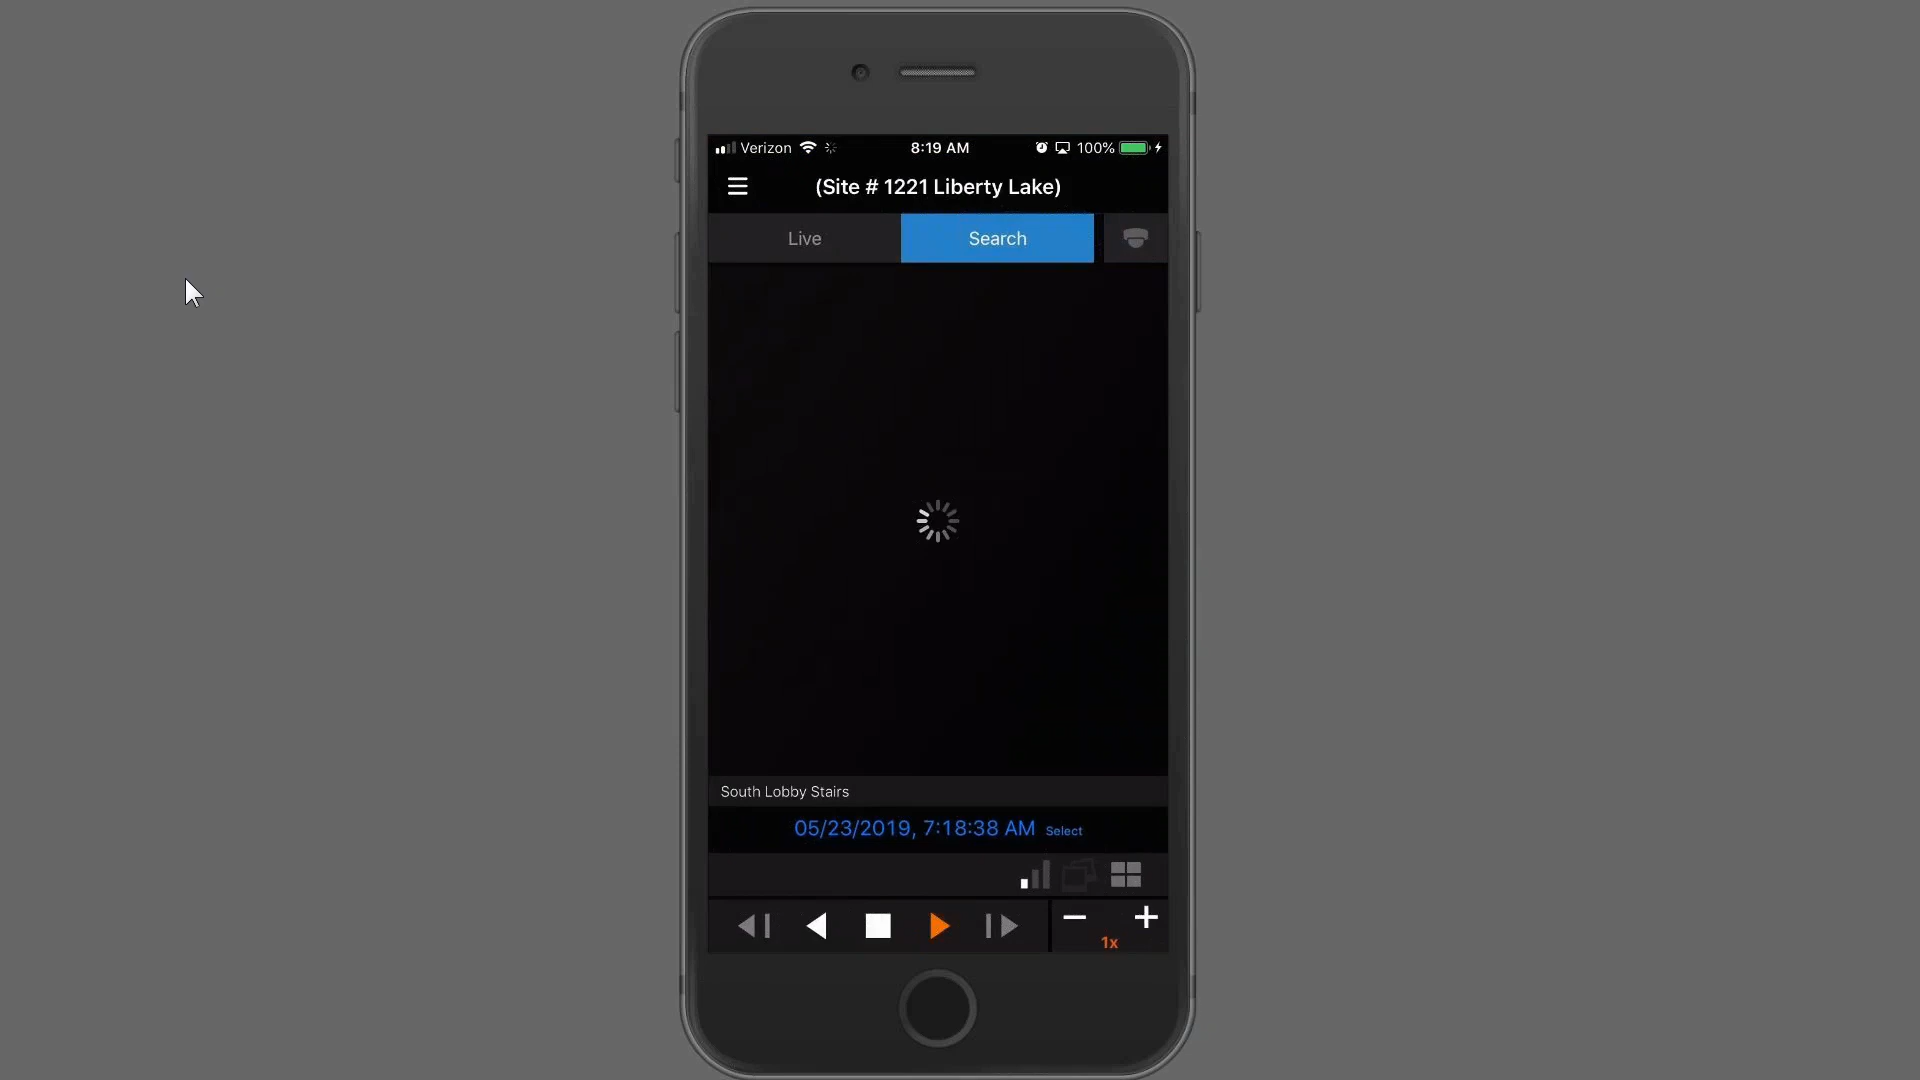 Verizon 8:19 AM 100%
(Site # 1221 Liberty Lake)
Live Search
South Lobby Stairs
05/23/2019, 7:18:38 AM Select
1x